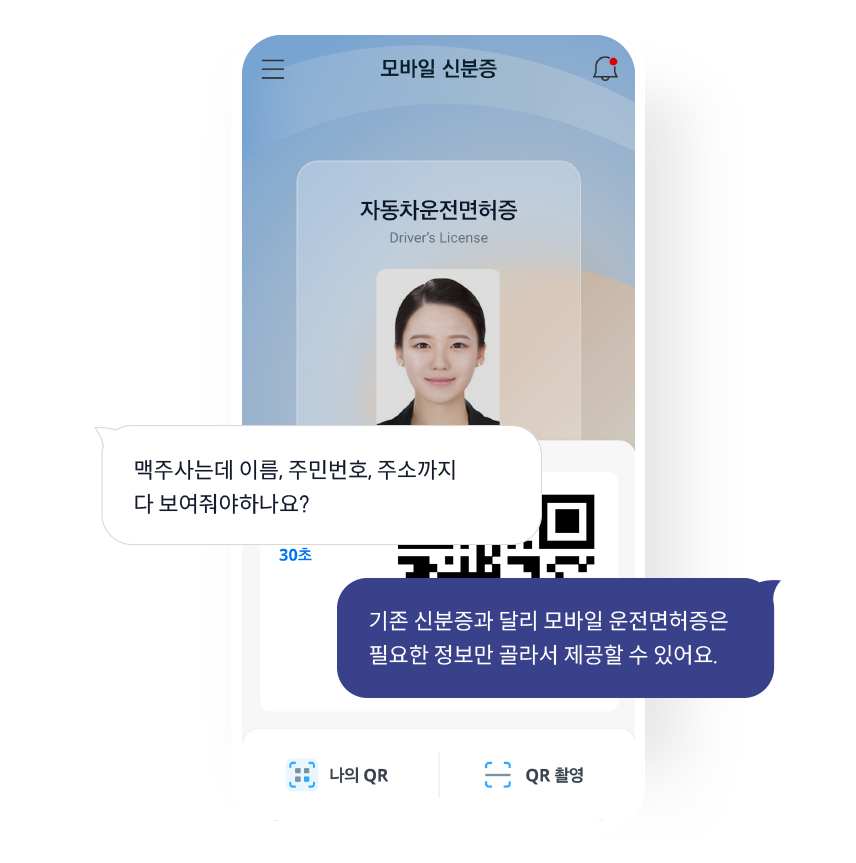 모바일 신분증
자동차운전면허증
Driver's License
맥주사는데 이름, 주민번호, 주소까지
다 보여줘야하나요?
30초
기존 신분증과 달리 모바일 운전면허증은
필요한 정보만 골라서 제공할 수 있어요.
나의 QR
QR 촬영